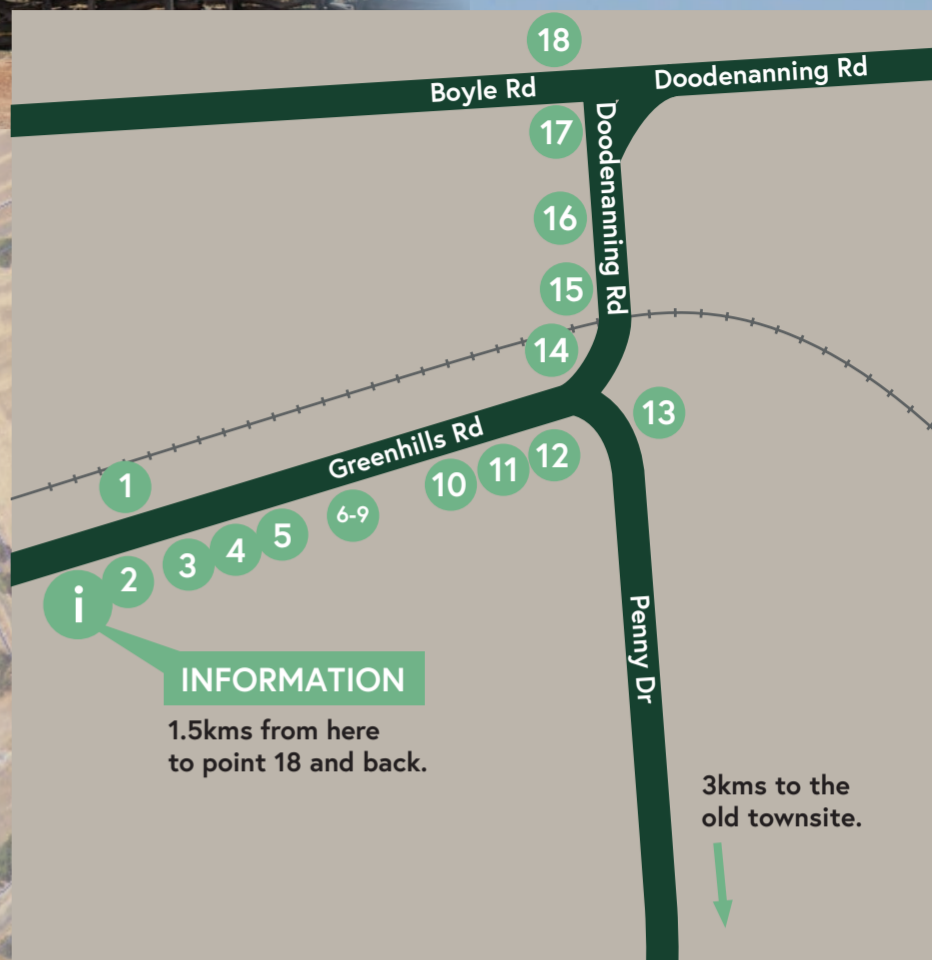 18
Boyle Rd
Doodenanning Rd
17
Doodenanning Rd
16
15
14
13
Greenhills Rd
12
11
10
1
6-9
5
4
3
2
i
INFORMATION
1.5kms from here
to point 18 and back.
Penny Dr
3kms to the
old townsite.